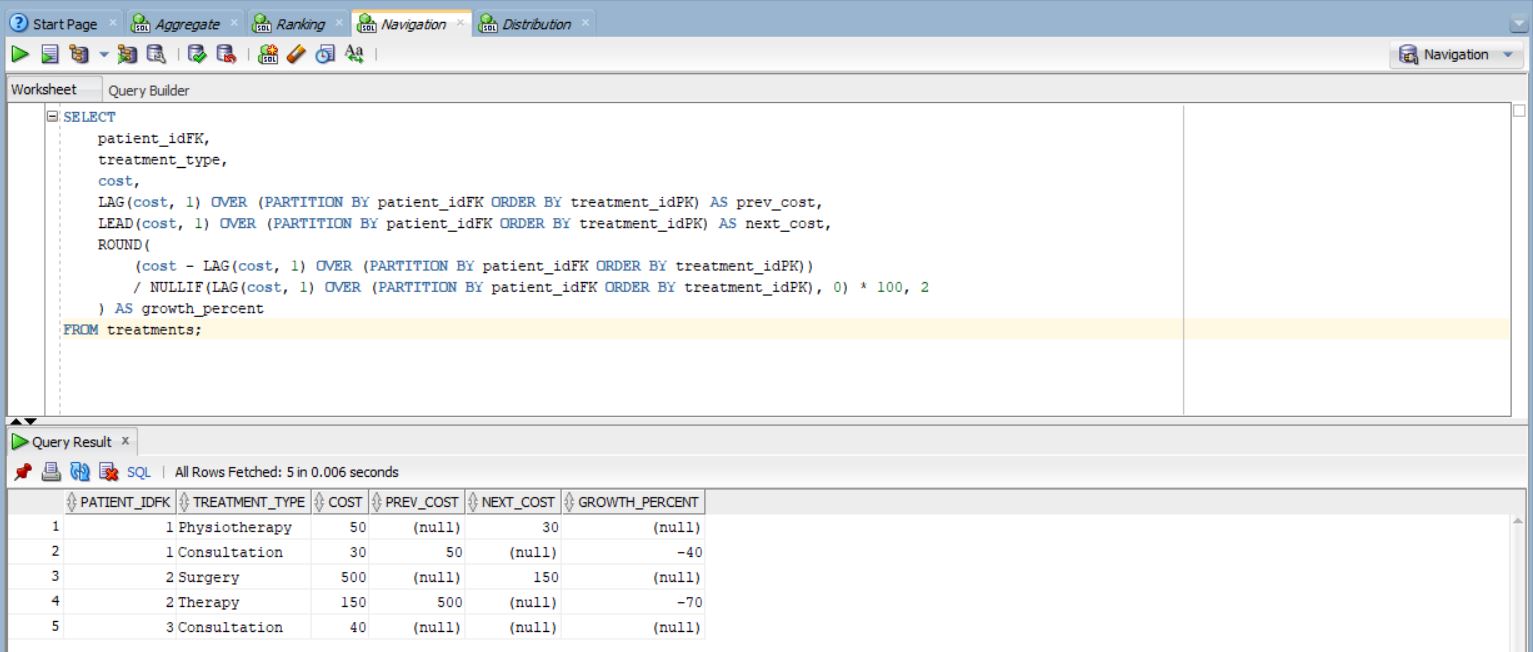 Start Page Aggregate Ranking Navigation Distribution
Navigation
Worksheet Query Builder
SELECT
patient_idFK,
treatment_type,
cost,
LAG(cost, 1) OVER (PARTITION BY patient_idFK ORDER BY treatment_idPK) AS prev_cost,
LEAD(cost, 1) OVER (PARTITION BY patient_idFK ORDER BY treatment_idPK) AS next_cost,
ROUND(
(cost - LAG(cost, 1) OVER (PARTITION BY patient_idFK ORDER BY treatment_idPK))
/ NULLIF(LAG(cost, 1) OVER (PARTITION BY patient_idFK ORDER BY treatment_idPK), 0) * 100, 2
) AS growth_percent
FROM treatments;
Query Result
SQL | All Rows Fetched: 5 in 0.006 seconds
PATIENT_IDFK TREATMENT_TYPE COST PREV_COST NEXT_COST GROWTH_PERCENT
1 1 Physiotherapy 50 (null) 30 (null)
2 1 Consultation 30 50 (null) -40
3 2 Surgery 500 (null) 150 (null)
4 2 Therapy 150 500 (null) -70
5 3 Consultation 40 (null) (null) (null)